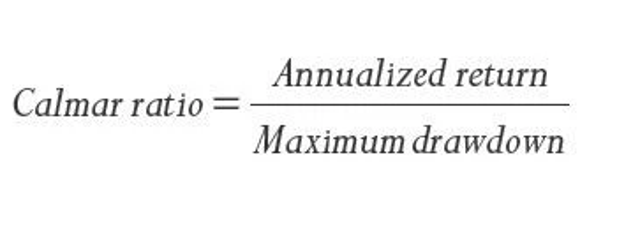 Calmar ratio = Annualized return
Maximum drawdown